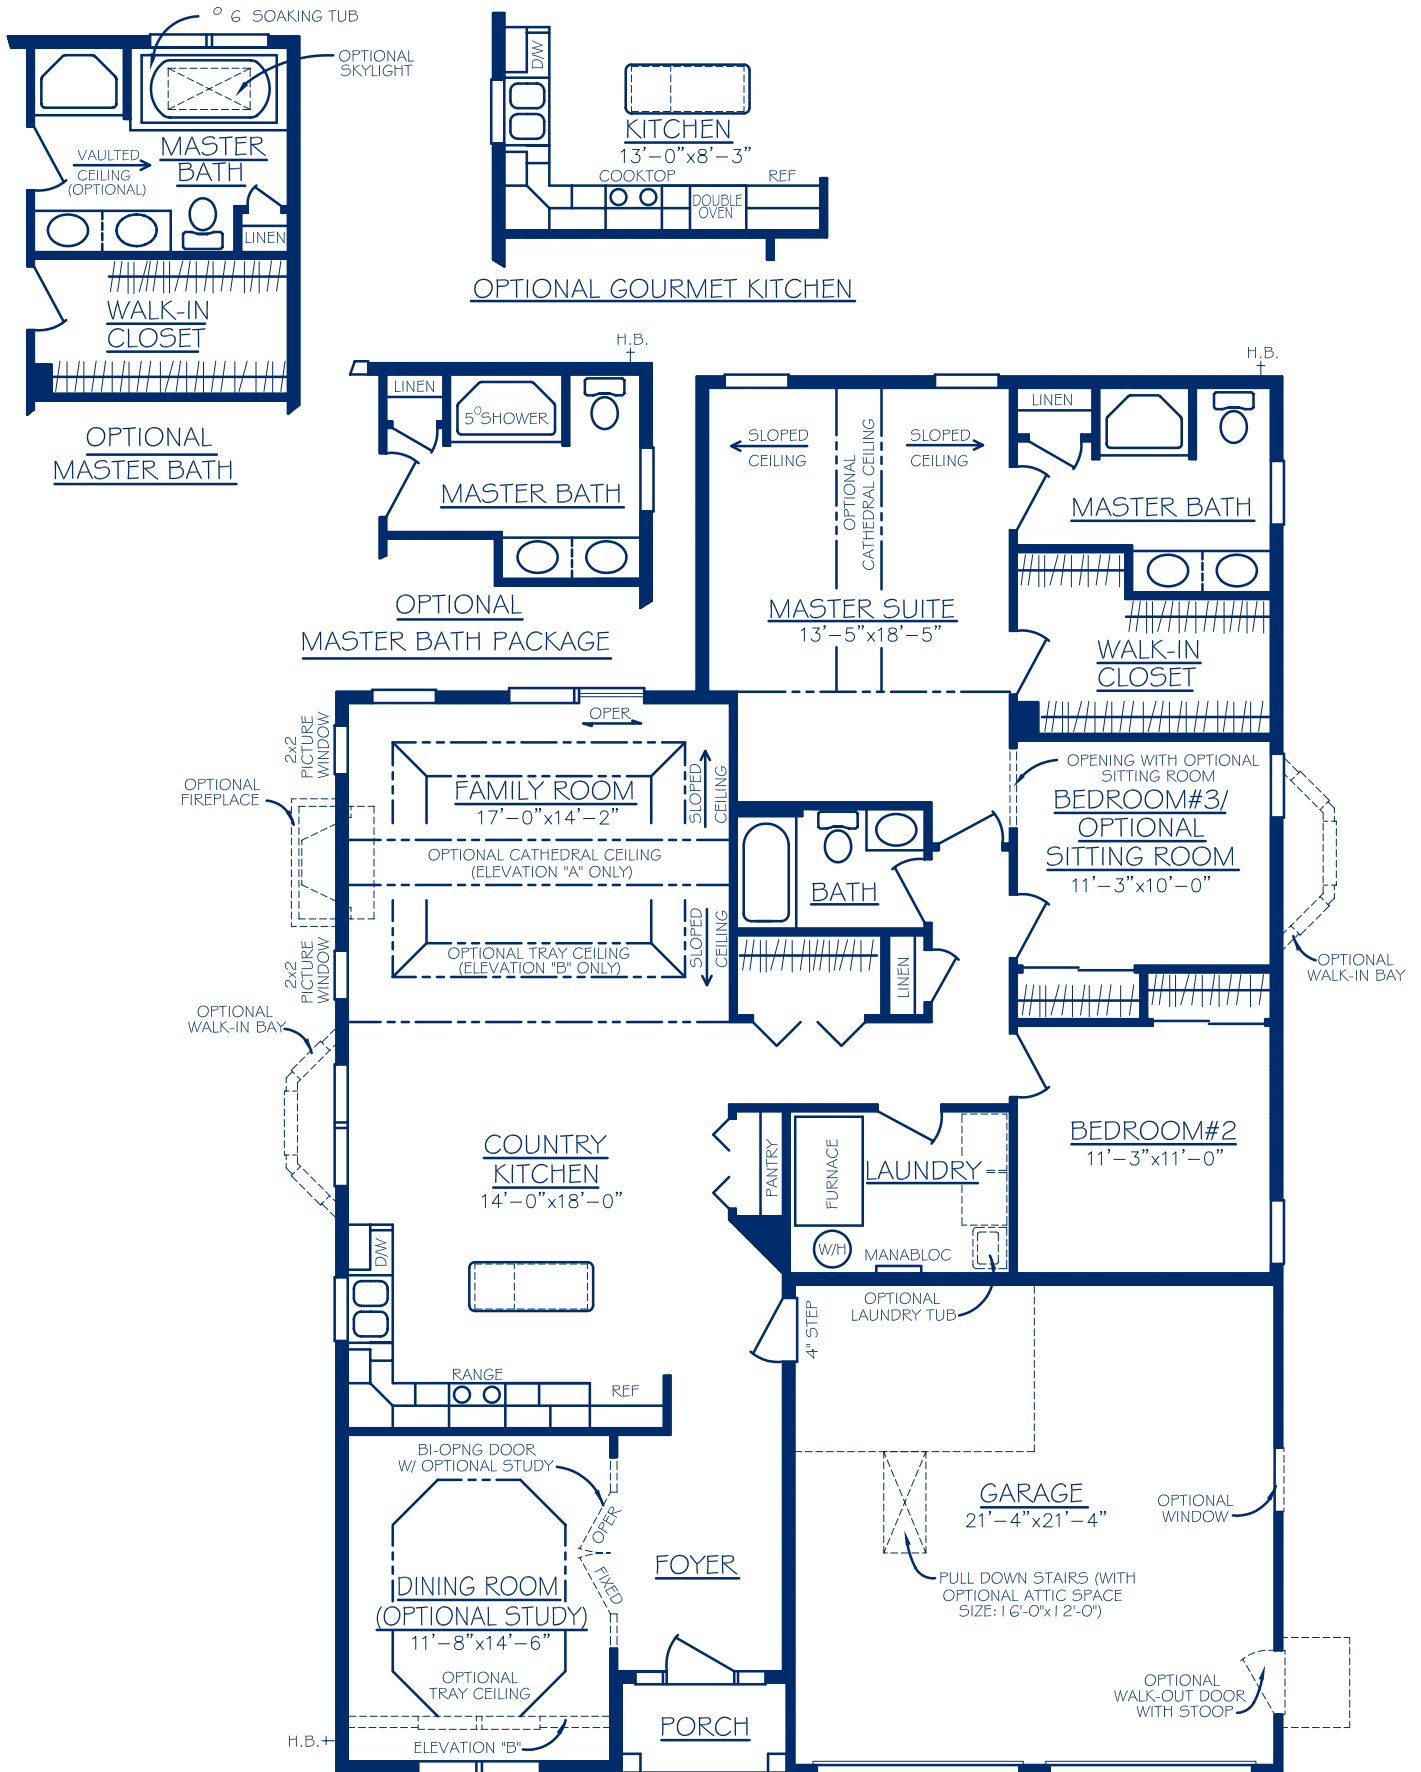 6 SOAKING TUB
OPTIONAL
SKYLIGHT
VAULTED
CEILING
(OPTIONAL)
MASTER
BATH
LINEN
WALK-IN
CLOSET
OPTIONAL
MASTER BATH
D/W
KITCHEN
13'-0"x8'-3"
COOKTOP
REF
DOUBLE
OVEN
OPTIONAL GOURMET KITCHEN
H.B.
LINEN
5⁰SHOWER
MASTER BATH
OPTIONAL
MASTER BATH PACKAGE
H.B.
SLOPED
CEILING
OPTIONAL
CATHEDRAL CEILING
SLOPED
CEILING
LINEN
MASTER BATH
MASTER SUITE
13'-5"x18'-5"
WALK-IN
CLOSET
OPER
2x2
PICTURE
WINDOW
OPTIONAL
FIREPLACE
FAMILY ROOM
17'-0"x14'-2"
SLOPED
CEILING
OPTIONAL CATHEDRAL CEILING
(ELEVATION "A" ONLY)
SLOPED
CEILING
OPTIONAL TRAY CEILING
(ELEVATION "B" ONLY)
2x2
PICTURE
WINDOW
OPTIONAL
WALK-IN BAY
OPENING WITH OPTIONAL
SITTING ROOM
BEDROOM#3/
OPTIONAL
SITTING ROOM
11'-3"x10'-0"
BATH
LINEN
OPTIONAL
WALK-IN BAY
COUNTRY
KITCHEN
14'-0"x18'-0"
PANTRY
FURNACE
LAUNDRY
W/H
MANABLOC
BEDROOM#2
11'-3"x11'-0"
D/W
OPTIONAL
LAUNDRY TUB
4" STEP
RANGE
REF
BI-OPNG DOOR
W/ OPTIONAL STUDY
OPER
FIXED
FOYER
GARAGE
21'-4"x21'-4"
OPTIONAL
WINDOW
PULL DOWN STAIRS (WITH
OPTIONAL ATTIC SPACE
SIZE:16'-0"x12'-0")
DINING ROOM
(OPTIONAL STUDY)
11'-8"x14'-6"
OPTIONAL
TRAY CEILING
OPTIONAL
WALK-OUT DOOR
WITH STOOP
PORCH
H.B.
ELEVATION "B"